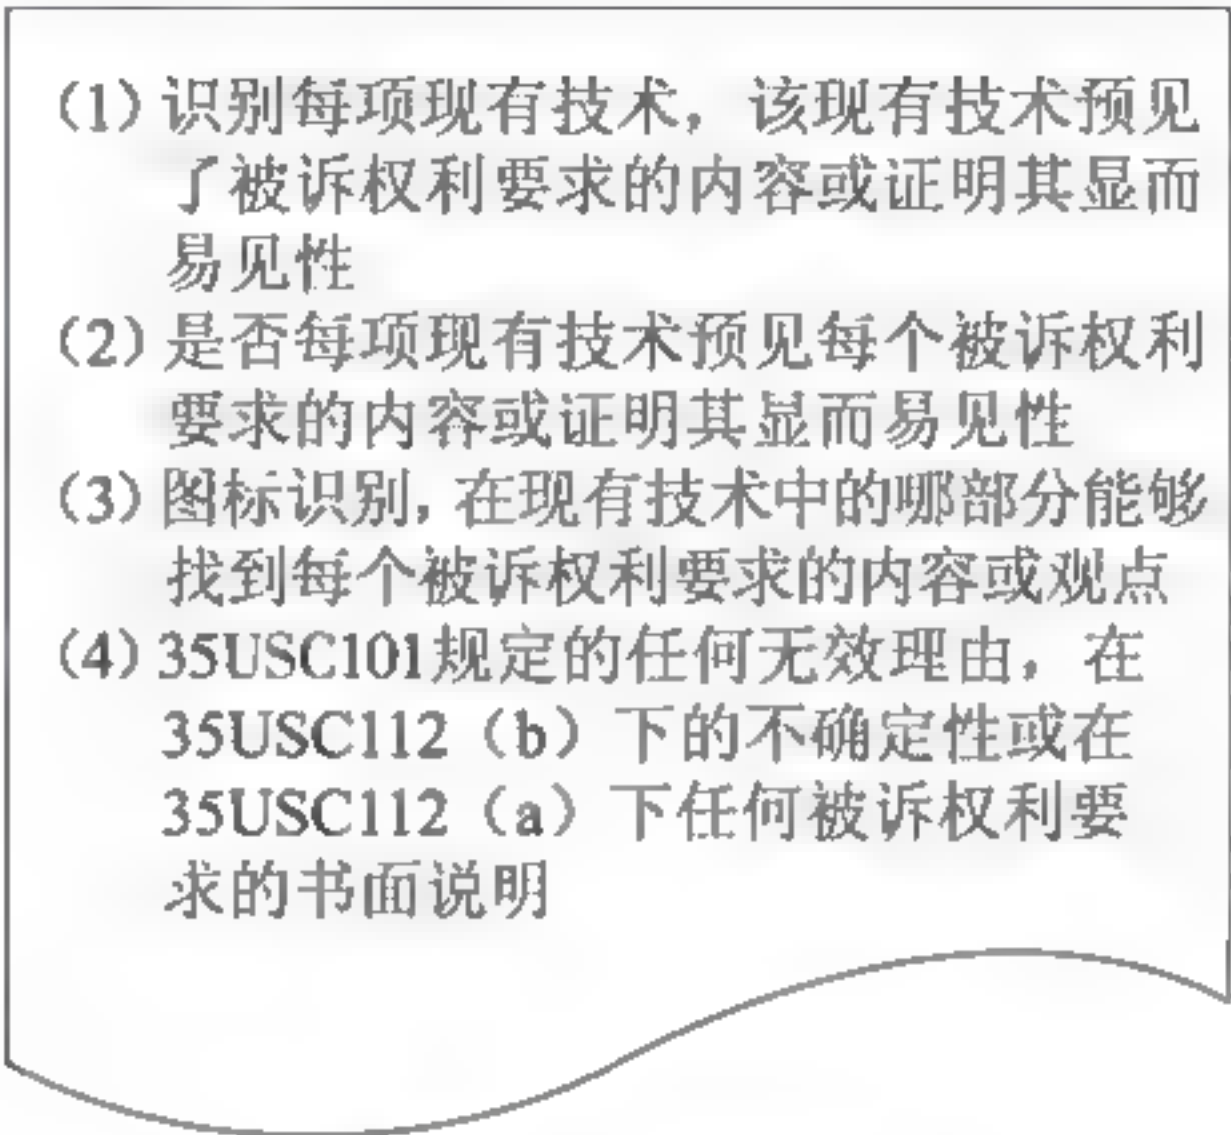 (1) 识别每项现有技术，该现有技术预见
了被诉权利要求的内容或证明其显而
易见性
(2) 是否每项现有技术预见每个被诉权利
要求的内容或证明其显而易见性
(3) 图标识别，在现有技术中的哪部分能够
找到每个被诉权利要求的内容或观点
(4) 35USC101规定的任何无效理由，在
35USC112（b）下的不确定性或在
35USC112（a）下任何被诉权利要
求的书面说明